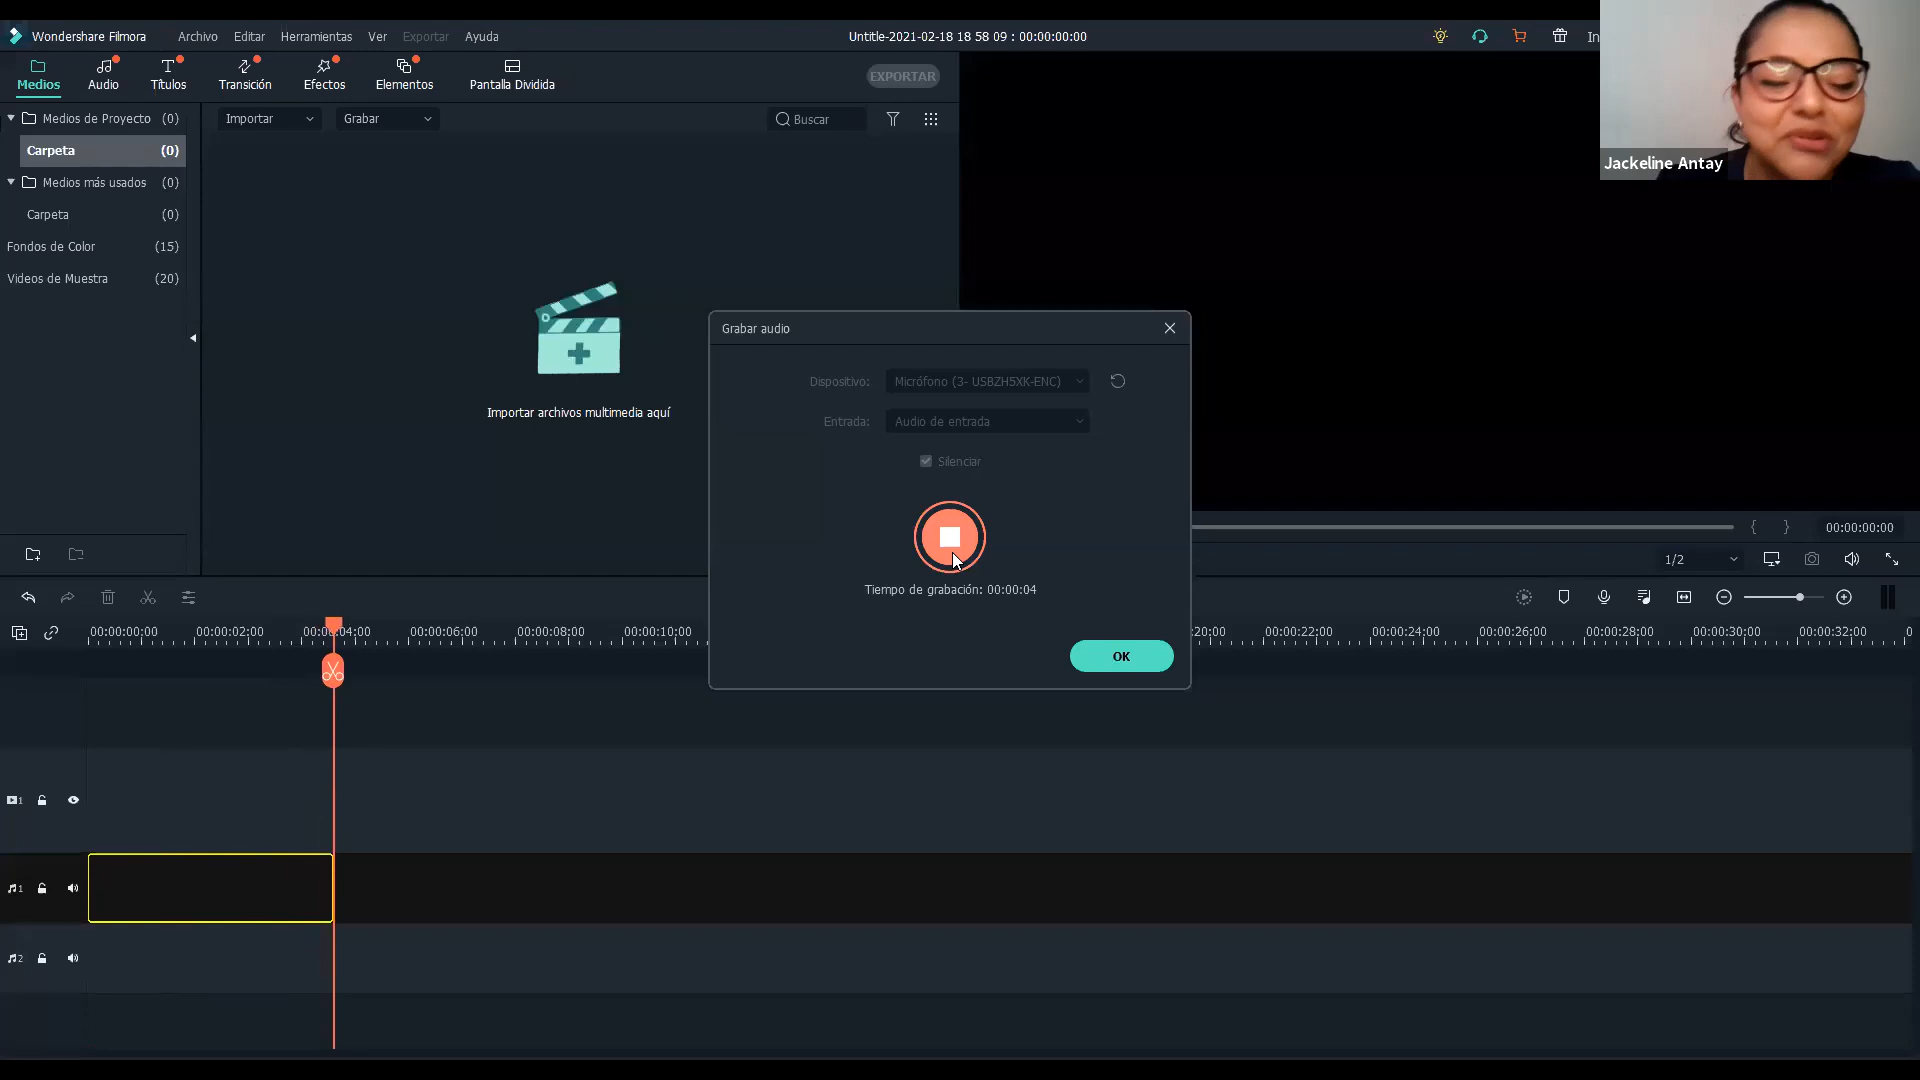 Wondershare Filmora
Archivo Editar Herramientas Ver Exportar Ayuda
Untitle-2021-02-18 18 58 09 : 00:00:00:00
In
Medios Audio Títulos Transición Efectos Elementos Pantalla Dividida
EXPORTAR
Medios de Proyecto (0)
Importar
Grabar
Buscar
Carpeta (0)
Medios más usados (0)
Carpeta (0)
Fondos de Color (15)
Videos de Muestra (20)
Importar archivos multimedia aquí
Jackeline Antay
Grabar audio
Dispositivo: Micrófono (3- USBZH5XK-ENC)
Entrada: Audio de entrada
Silenciar
Tiempo de grabación: 00:00:04
OK
{ } 00:00:00:00
1/2
00:00:00:00 00:00:02:00 00:00:04:00 00:00:06:00 00:00:08:00 00:00:10:00 :20:00 00:00:22:00 00:00:24:00 00:00:26:00 00:00:28:00 00:00:30:00 00:00:32:00 0
1
1
2